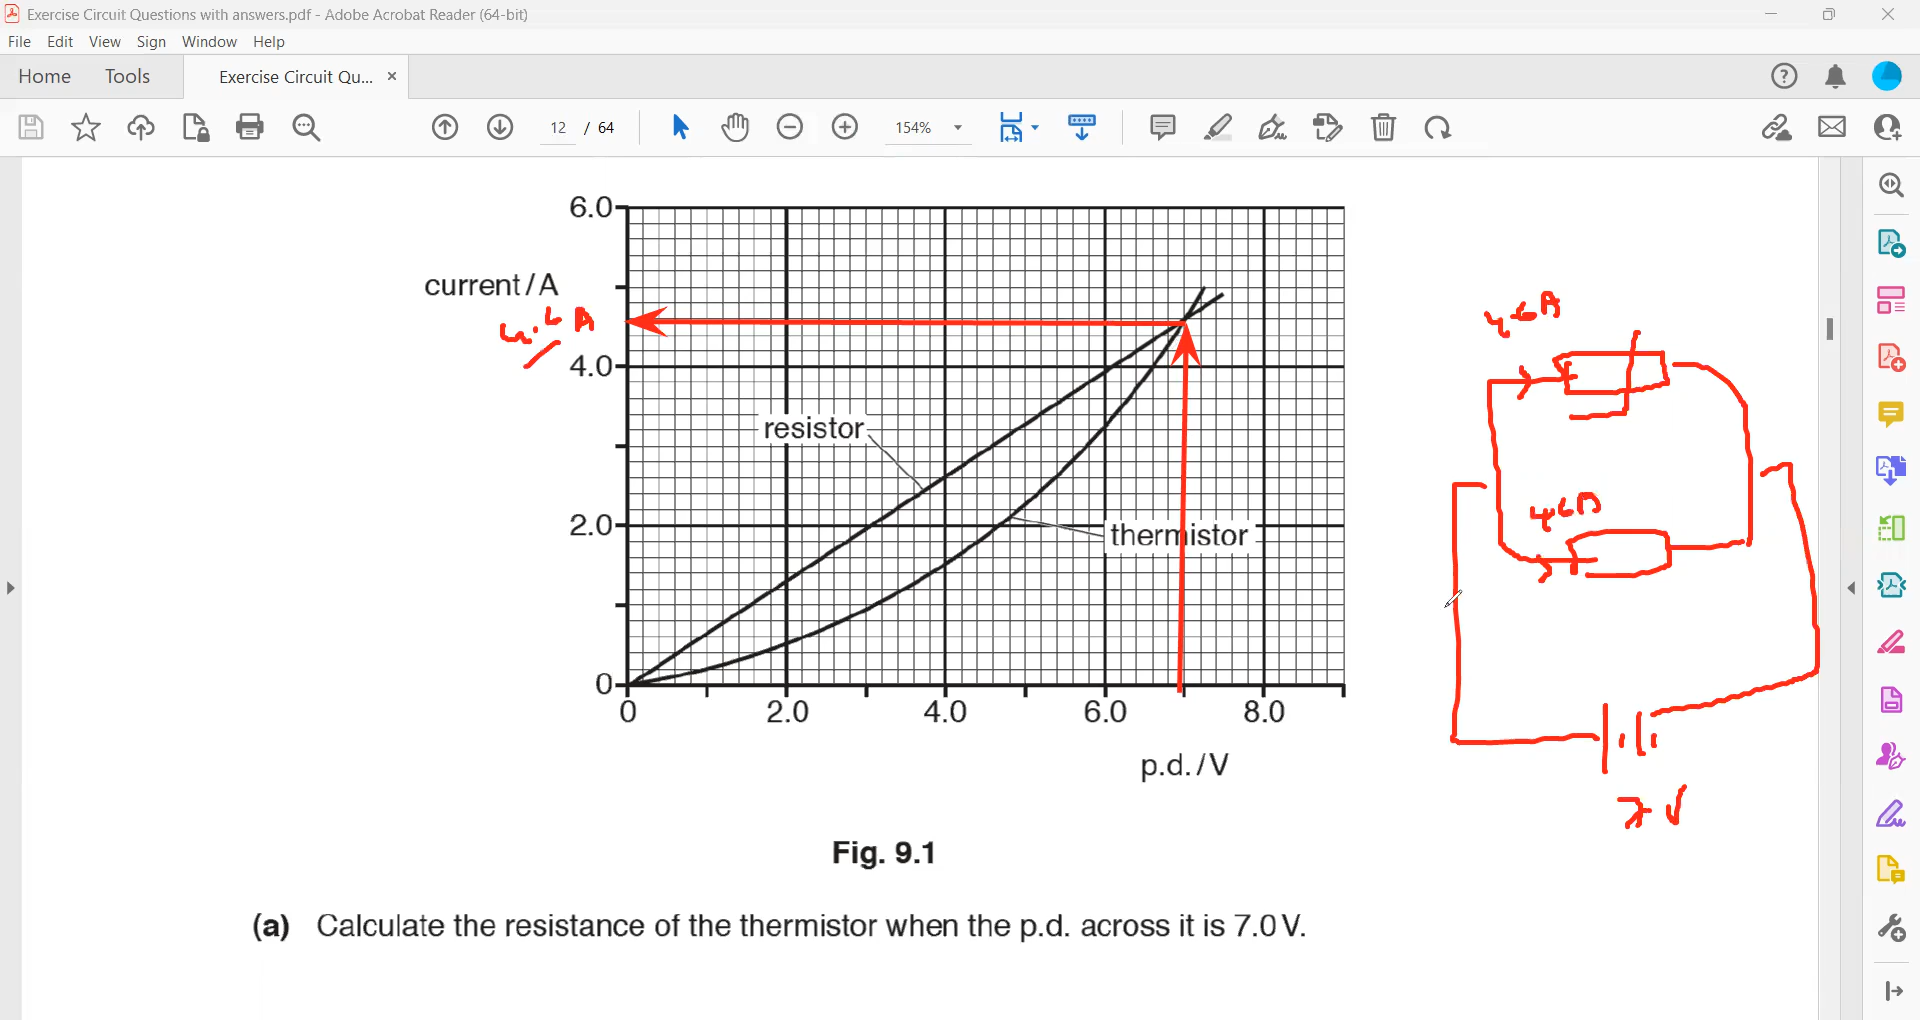 Exercise Circuit Questions with answers.pdf - Adobe Acrobat Reader (64-bit)
File Edit View Sign Window Help
Home Tools Exercise Circuit Qu... ×
12 / 64 154%
6.0
current/A
4.6 A
4.0
resistor
2.0
thermistor
0
0 2.0 4.0 6.0 8.0
p.d./V
4.6A
4.6A
7 V
Fig. 9.1
(a) Calculate the resistance of the thermistor when the p.d. across it is 7.0 V.